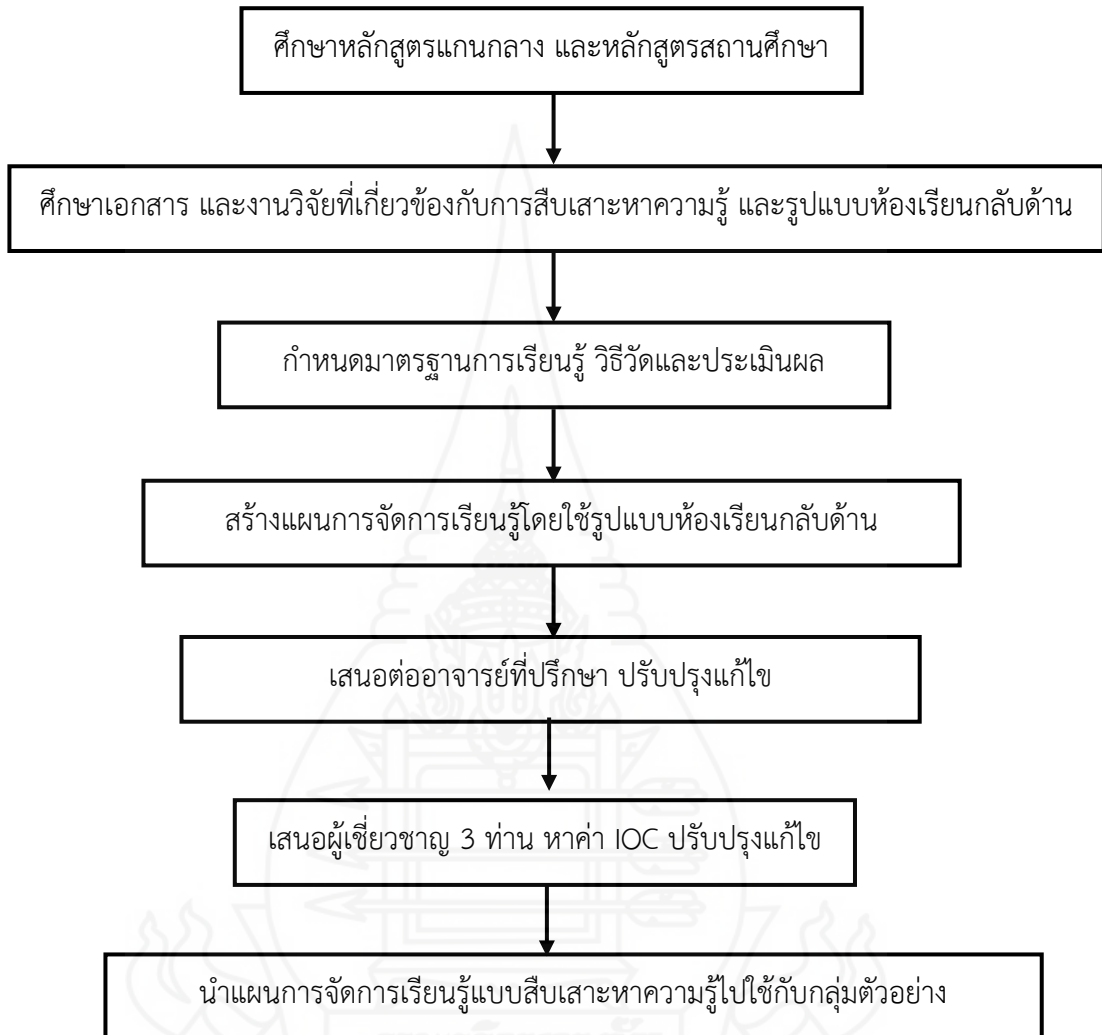 ศึกษาหลักสูตรแกนกลาง และหลักสูตรสถานศึกษา
ศึกษาเอกสาร และงานวิจัยที่เกี่ยวข้องกับการสืบเสาะหาความรู้ และรูปแบบห้องเรียนกลับด้าน
กำหนดมาตรฐานการเรียนรู้ วิธีวัดและประเมินผล
สร้างแผนการจัดการเรียนรู้โดยใช้รูปแบบห้องเรียนกลับด้าน
เสนอต่ออาจารย์ที่ปรึกษา ปรับปรุงแก้ไข
เสนอผู้เชี่ยวชาญ 3 ท่าน หาค่า IOC ปรับปรุงแก้ไข
นำแผนการจัดการเรียนรู้แบบสืบเสาะหาความรู้ไปใช้กับกลุ่มตัวอย่าง